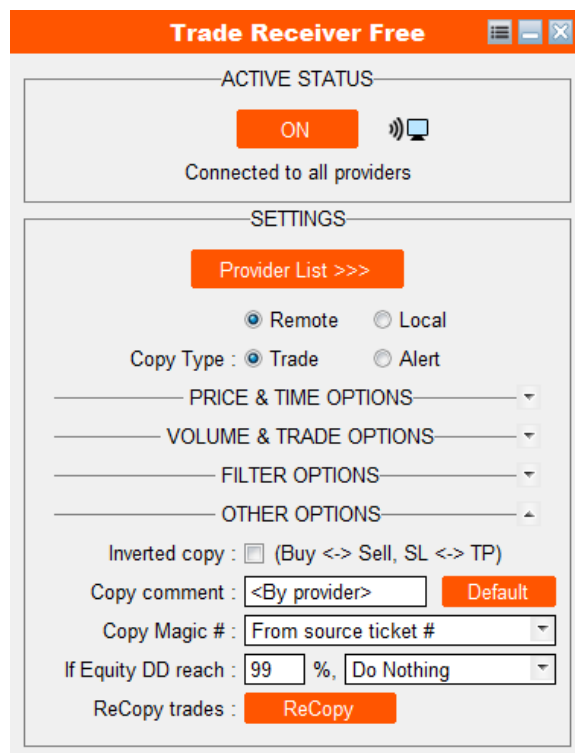 Trade Receiver Free
ACTIVE STATUS
ON
Connected to all providers
SETTINGS
Provider List >>>
Remote Local
Copy Type : Trade Alert
PRICE & TIME OPTIONS
VOLUME & TRADE OPTIONS
FILTER OPTIONS
OTHER OPTIONS
Inverted copy : (Buy <-> Sell, SL <-> TP)
Copy comment : <By provider> Default
Copy Magic # : From source ticket #
If Equity DD reach : 99 %, Do Nothing
ReCopy trades : ReCopy